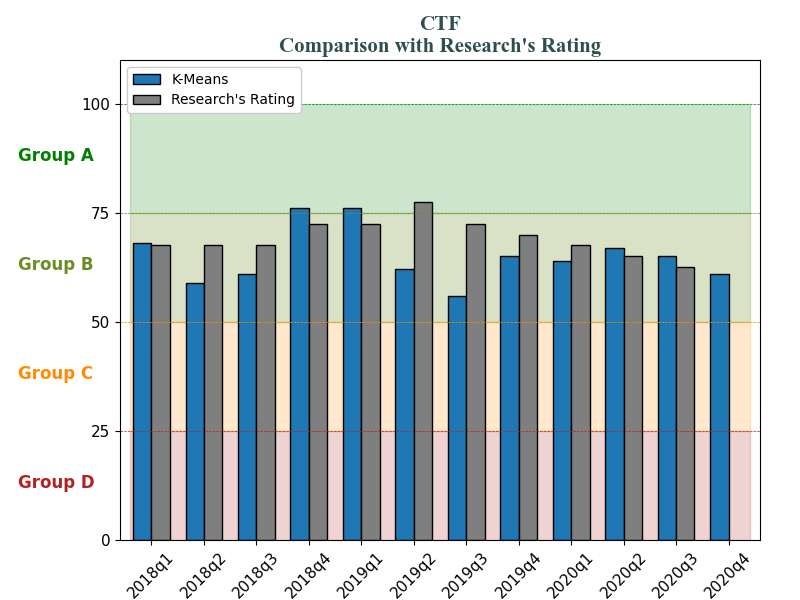 CTF
Comparison with Research's Rating
K-Means
Research's Rating
100
Group A
75
Group B
50
Group C
25
Group D
0
2018q1
2018q2
2018q3
2018q4
2019q1
2019q2
2019q3
2019q4
2020q1
2020q2
2020q3
2020q4